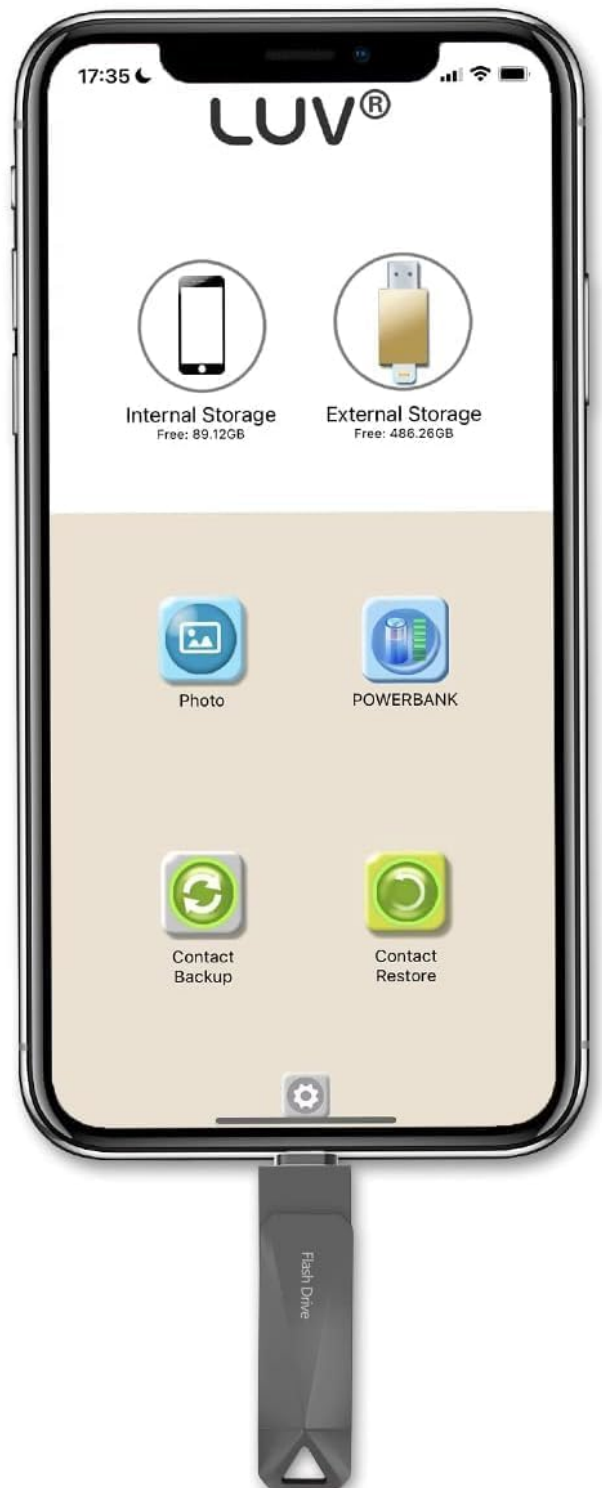 17:35
LUV®
Internal Storage
Free: 89.12GB
External Storage
Free: 486.26GB
Photo
POWERBANK
Contact
Backup
Contact
Restore
Flash Drive